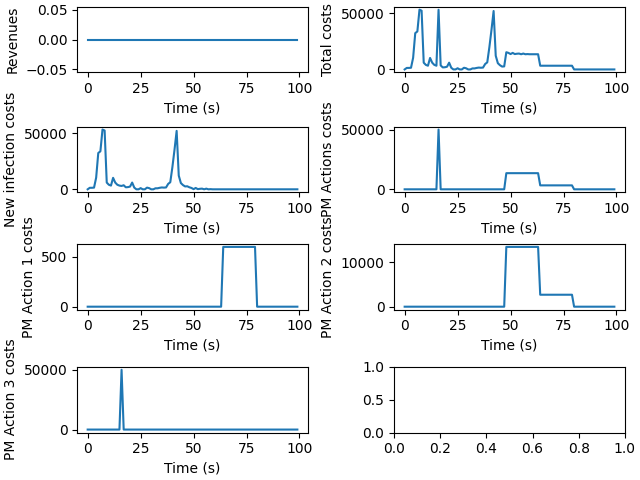 Revenues
0.05
0.00
−0.05
0 25 50 75 100
Time (s)
Total costs
50000
0
0 25 50 75 100
Time (s)
New infection costs
50000
0
0 25 50 75 100
Time (s)
PM Actions costs
50000
0
0 25 50 75 100
Time (s)
PM Action 1 costs
500
0
0 25 50 75 100
Time (s)
PM Action 2 costs
10000
0
0 25 50 75 100
Time (s)
PM Action 3 costs
50000
0
0 25 50 75 100
Time (s)
1.0
0.5
0.0
0.0 0.2 0.4 0.6 0.8 1.0